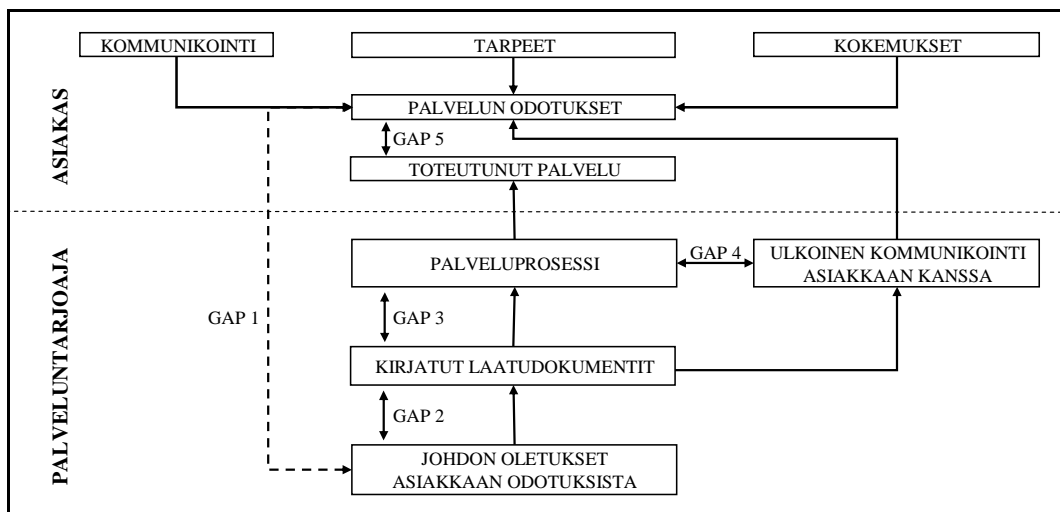 KOMMUNIKOINTI
TARPEET
KOKEMUKSET
PALVELUN ODOTUKSET
GAP 5
TOTEUTUNUT PALVELU
ASIAKAS
PALVELUPROSESSI
GAP 4
ULKOINEN KOMMUNIKOINTI
ASIAKKAAN KANSSA
GAP 1
GAP 3
KIRJATUT LAATUDOKUMENTIT
GAP 2
JOHDON OLETUKSET
ASIAKKAAN ODOTUKSISTA
PALVELUNTARJOAJA